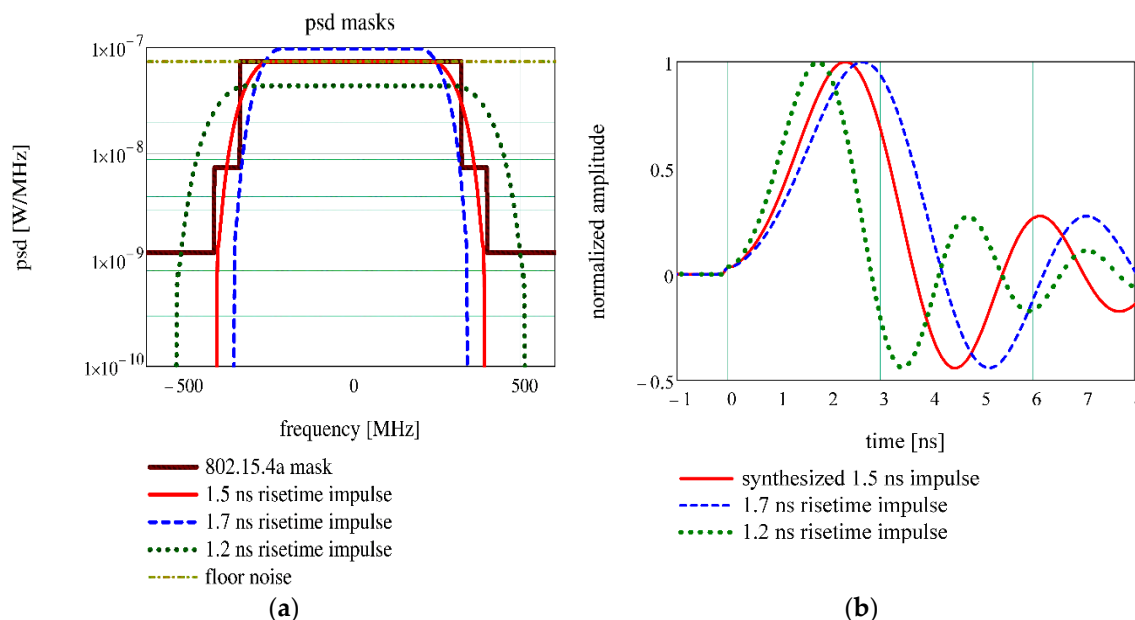 psd masks
1×10⁻⁷
1×10⁻⁸
1×10⁻⁹
1×10⁻¹⁰
psd [W/MHz]
−500
0
500
frequency [MHz]
802.15.4a mask
1.5 ns risetime impulse
1.7 ns risetime impulse
1.2 ns risetime impulse
floor noise
(a)
1
0.5
0
−0.5
normalized amplitude
−1 0 1 2 3 4 5 6 7
time [ns]
synthesized 1.5 ns impulse
1.7 ns risetime impulse
1.2 ns risetime impulse
(b)